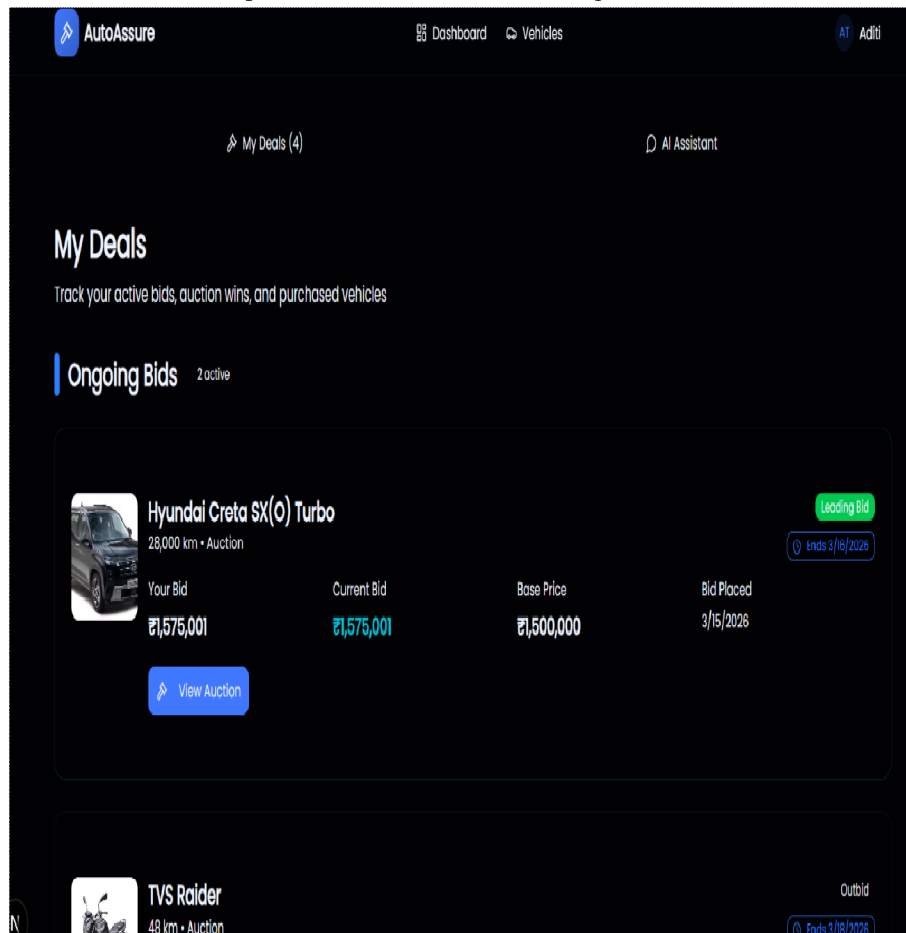 AutoAssure
Dashboard
Vehicles
AT
Aditi
My Deals (4)
AI Assistant
My Deals
Track your active bids, auction wins, and purchased vehicles
Ongoing Bids
2 active
Hyundai Creta SX(O) Turbo
Leading Bid
28,000 km • Auction
Ends 3/16/2026
Your Bid
Current Bid
Base Price
Bid Placed
₹1,575,001
₹1,575,001
₹1,500,000
3/15/2026
View Auction
TVS Raider
Outbid
48 km • Auction
Ends 3/18/2026
N